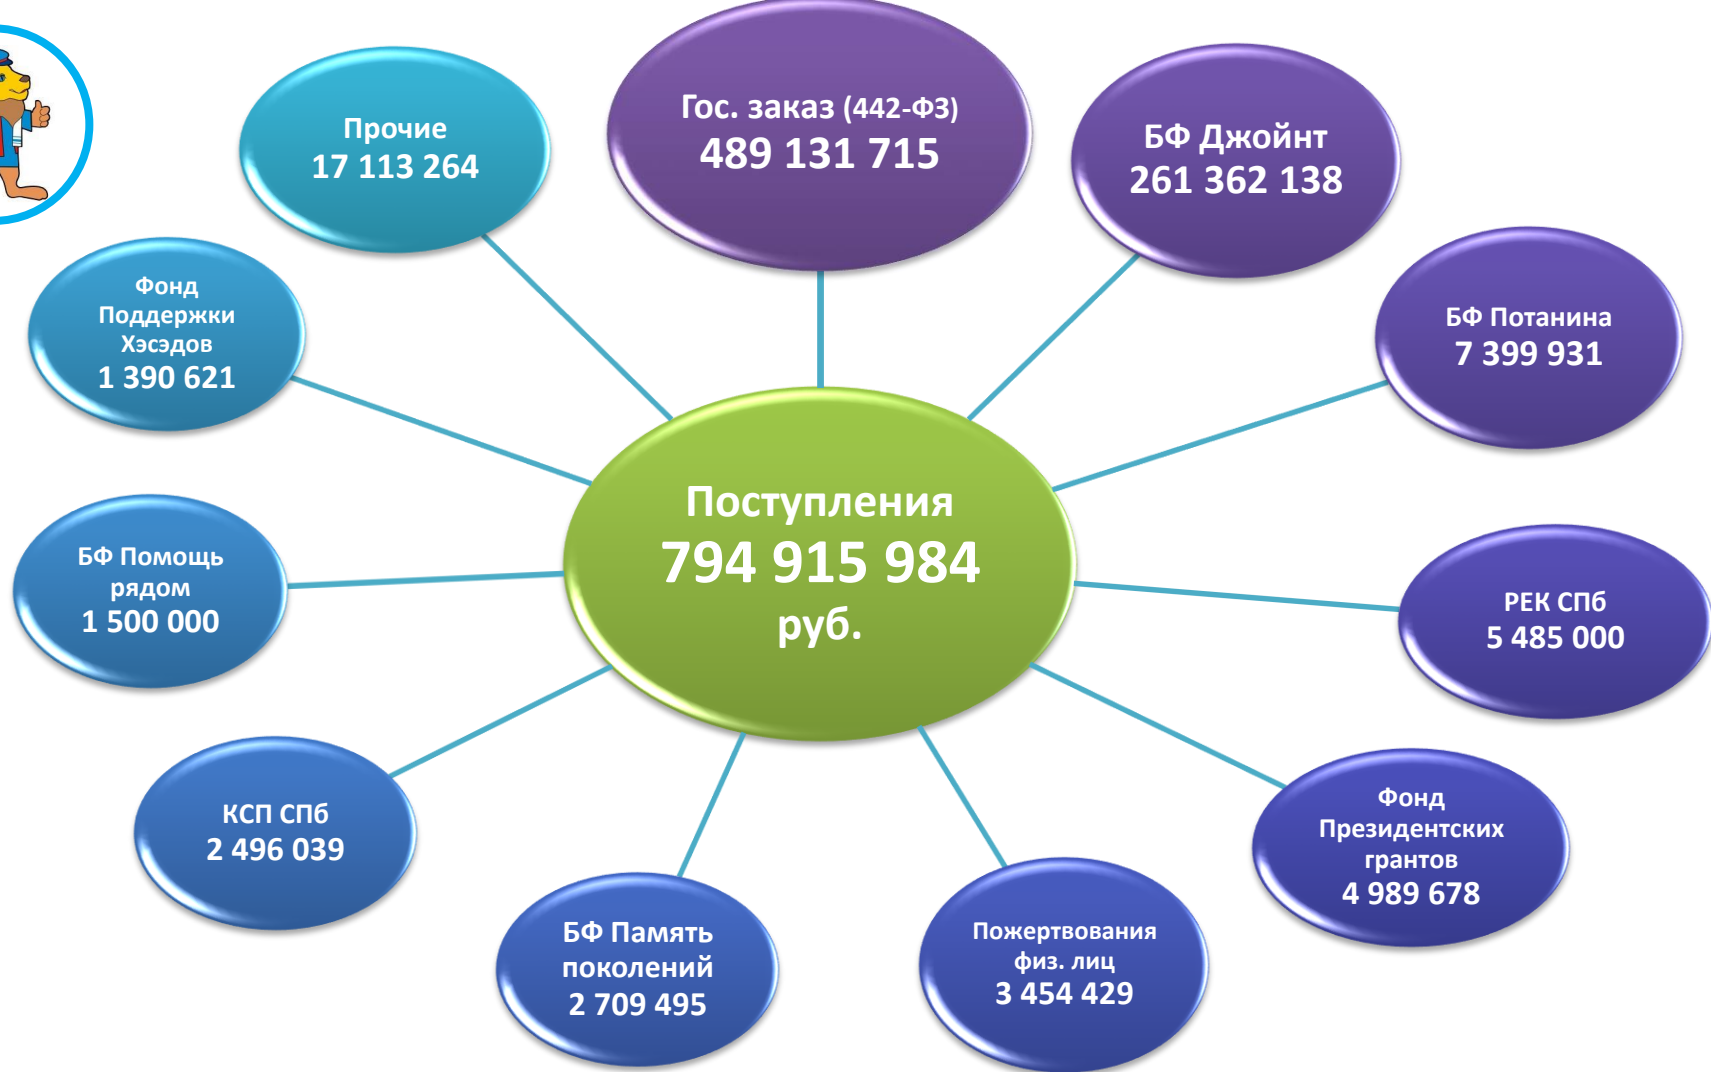 Гос. заказ (442-ФЗ)
489 131 715
БФ Джойнт
261 362 138
БФ Потанина
7 399 931
РЕК СПб
5 485 000
Фонд
Президентских
грантов
4 989 678
Пожертвования
физ. лиц
3 454 429
БФ Память
поколений
2 709 495
КСП СПб
2 496 039
БФ Помощь
рядом
1 500 000
Фонд
Поддержки
Хэсэдов
1 390 621
Прочие
17 113 264
Поступления
794 915 984
руб.